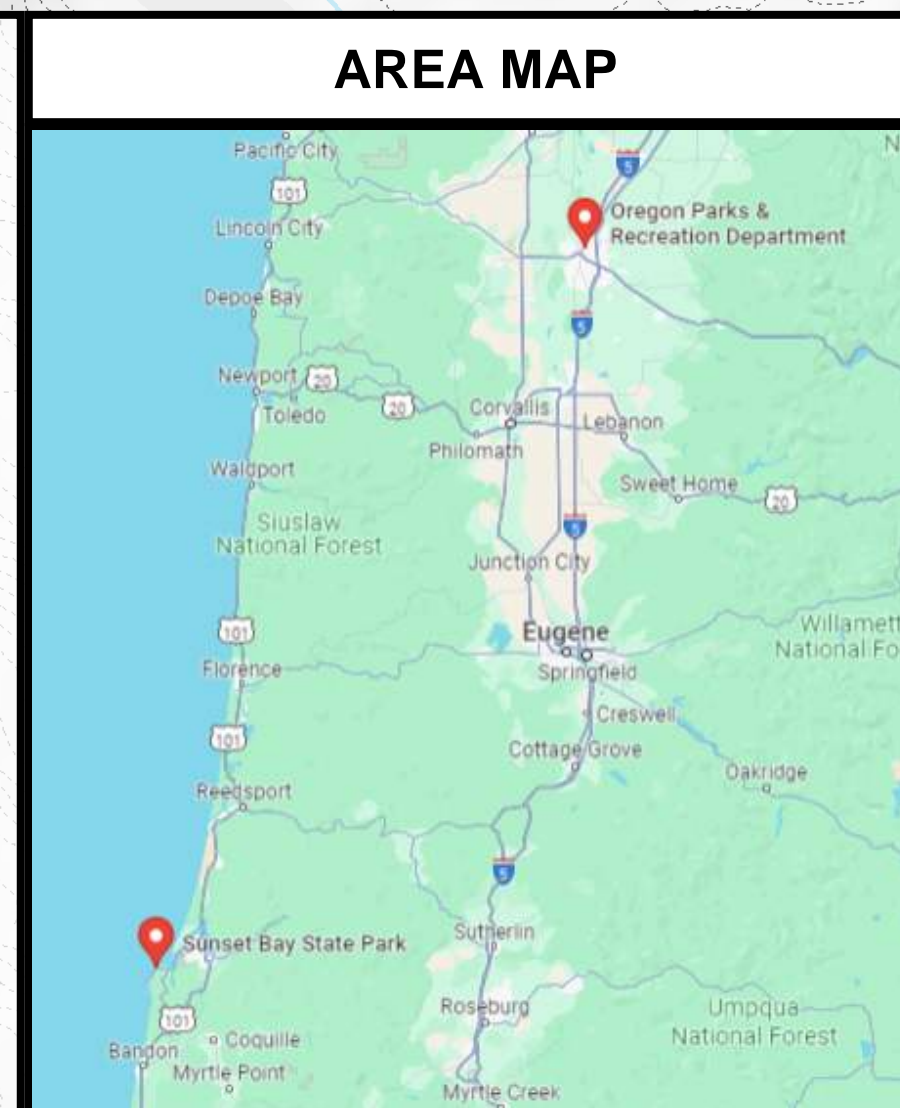 AREA MAP
Pacific City
5
101
Oregon Parks &
Recreation Department
Lincoln City
Depoe Bay
5
Newport
20
20
Toledo
Corvallis
Lebanon
Philomath
Waldport
Sweet Home
20
Siuslaw
National Forest
5
Junction City
101
Eugene
Willamett
National Fo
Florence
Springfield
Creswell
101
Cottage Grove
Oakridge
Reedsport
5
Sutherlin
Sunset Bay State Park
Roseburg
Umpqua
National Forest
101
Coquille
Bandon
Myrtle Point
Myrtle Creek